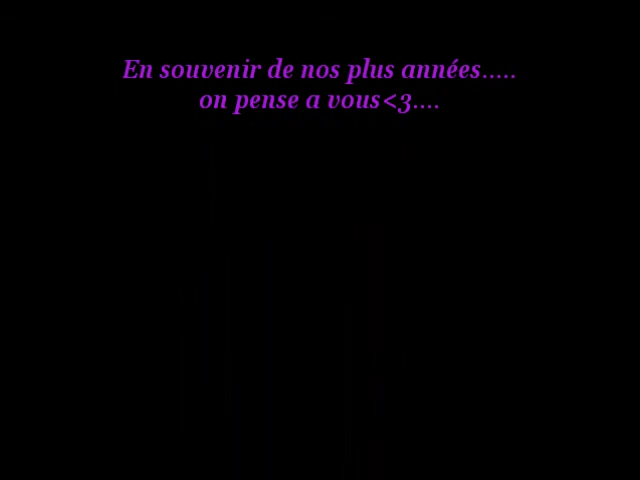 En souvenir de nos plus années.....
on pense a vous<3....